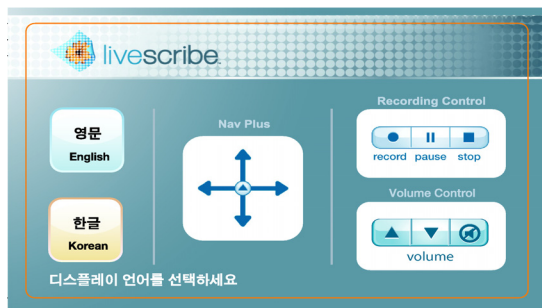 livescribe
영문
English
한글
Korean
디스플레이 언어를 선택하세요
Nav Plus
Recording Control
record pause stop
Volume Control
volume